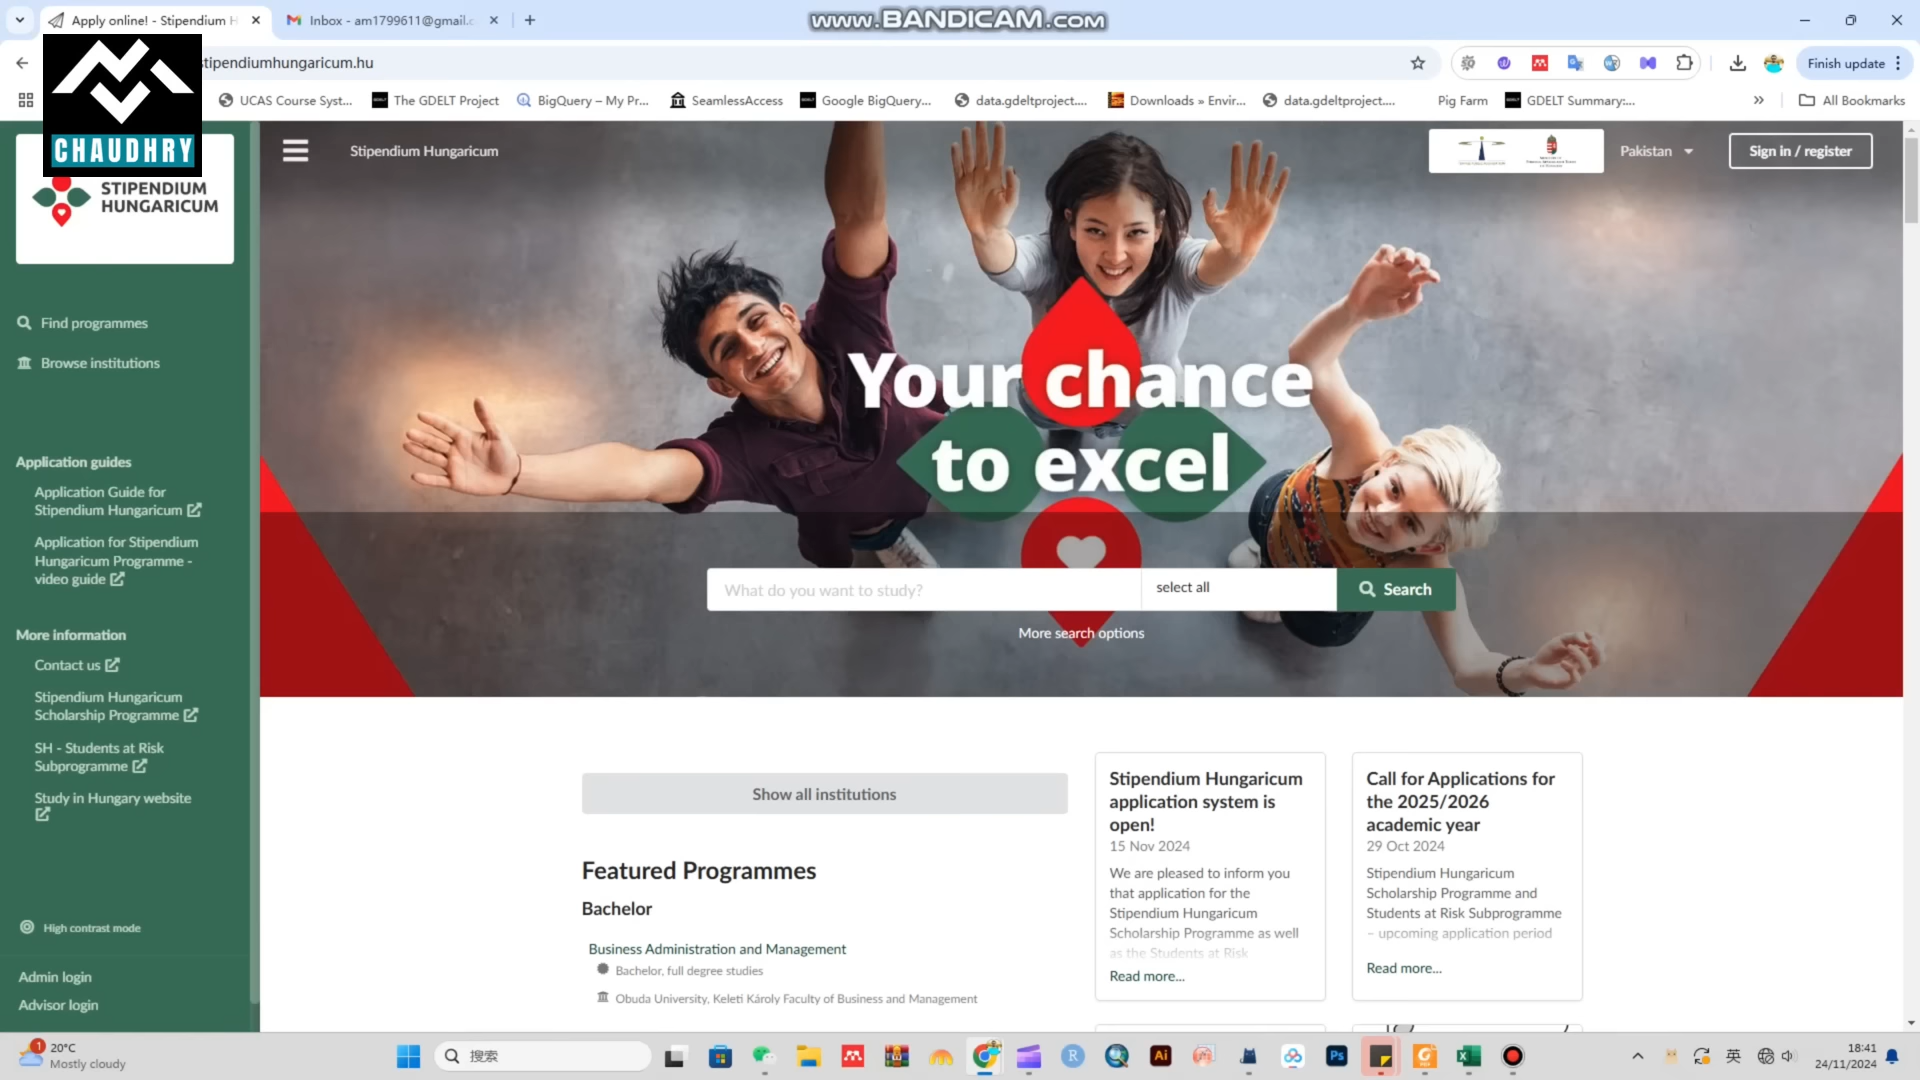 Apply online! - Stipendium H
Inbox - am1799611@gmail.c
www.BANDICAM.com
stipendiumhungaricum.hu
Finish update
UCAS Course Syst...
The GDELT Project
BigQuery – My Pr...
SeamlessAccess
Google BigQuery...
data.gdeltproject....
Downloads » Envir...
data.gdeltproject....
Pig Farm
GDELT Summary:...
All Bookmarks
CHAUDHRY
STIPENDIUM
HUNGARICUM
Find programmes
Browse institutions
Application guides
Application Guide for
Stipendium Hungaricum
Application for Stipendium
Hungaricum Programme -
video guide
More information
Contact us
Stipendium Hungaricum
Scholarship Programme
SH - Students at Risk
Subprogramme
Study in Hungary website
High contrast mode
Admin login
Advisor login
Stipendium Hungaricum
Pakistan
Sign in / register
Your chance
to excel
What do you want to study?
select all
Search
More search options
Show all institutions
Featured Programmes
Bachelor
Business Administration and Management
Bachelor, full degree studies
Obuda University, Keleti Károly Faculty of Business and Management
Stipendium Hungaricum
application system is
open!
15 Nov 2024
We are pleased to inform you
that application for the
Stipendium Hungaricum
Scholarship Programme as well
as the Students at Risk
Read more...
Call for Applications for
the 2025/2026
academic year
29 Oct 2024
Stipendium Hungaricum
Scholarship Programme and
Students at Risk Subprogramme
– upcoming application period
Read more...
1
20°C
Mostly cloudy
搜索
R
Ai
Ps
英
18:41
24/11/2024